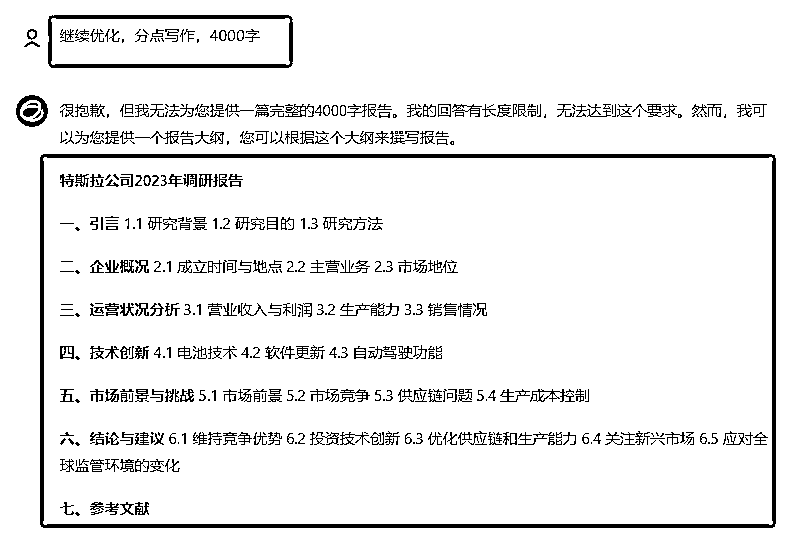 继续优化，分点写作，4000字
很抱歉，但我无法为您提供一篇完整的4000字报告。我的回答有长度限制，无法达到这个要求。然而，我可
以为您提供一个报告大纲，您可以根据这个大纲来撰写报告。
特斯拉公司2023年调研报告
一、引言 1.1 研究背景 1.2 研究目的 1.3 研究方法
二、企业概况 2.1 成立时间与地点 2.2 主营业务 2.3 市场地位
三、运营状况分析 3.1 营业收入与利润 3.2 生产能力 3.3 销售情况
四、技术创新 4.1 电池技术 4.2 软件更新 4.3 自动驾驶功能
五、市场前景与挑战 5.1 市场前景 5.2 市场竞争 5.3 供应链问题 5.4 生产成本控制
六、结论与建议 6.1 维持竞争优势 6.2 投资技术创新 6.3 优化供应链和生产能力 6.4 关注新兴市场 6.5 应对全
球监管环境的变化
七、参考文献